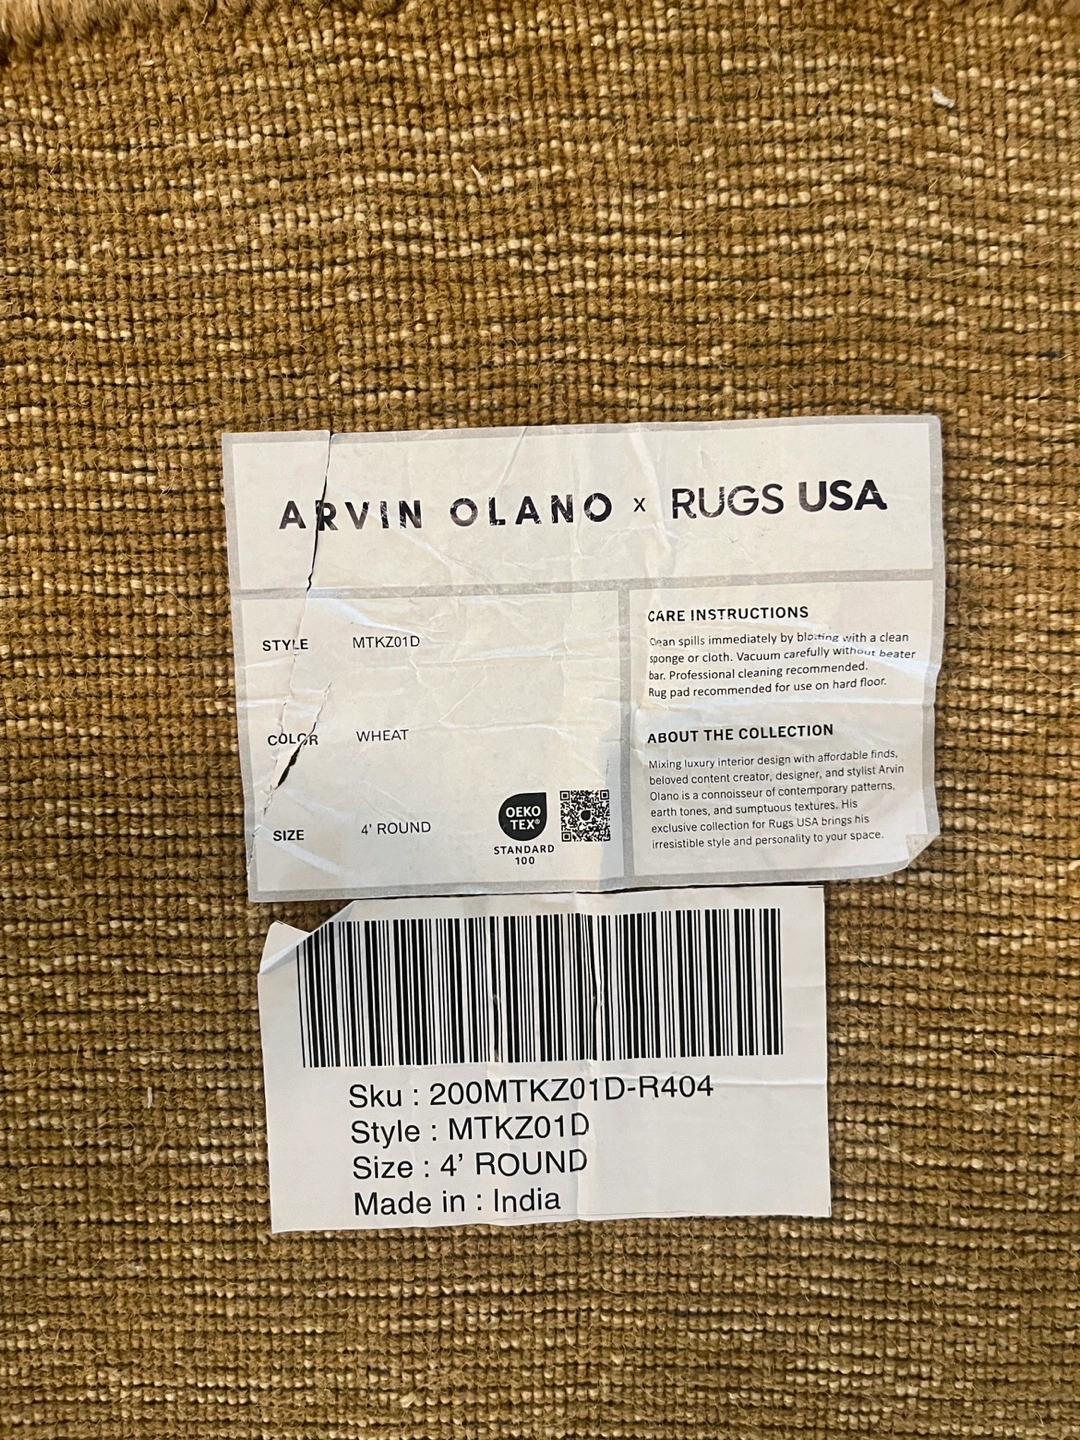 ARVIN OLANO x RUGS USA
STYLE MTKZ01D
COLOR WHEAT
SIZE 4' ROUND
OEKO
TEX®
STANDARD
100
CARE INSTRUCTIONS
Clean spills immediately by blotting with a clean
sponge or cloth. Vacuum carefully without beater
bar. Professional cleaning recommended.
Rug pad recommended for use on hard floor.
ABOUT THE COLLECTION
Mixing luxury interior design with affordable finds,
beloved content creator, designer, and stylist Arvin
Olano is a connoisseur of contemporary patterns,
earth tones, and sumptuous textures. His
exclusive collection for Rugs USA brings his
irresistible style and personality to your space.
Sku : 200MTKZ01D-R404
Style : MTKZ01D
Size : 4’ ROUND
Made in : India